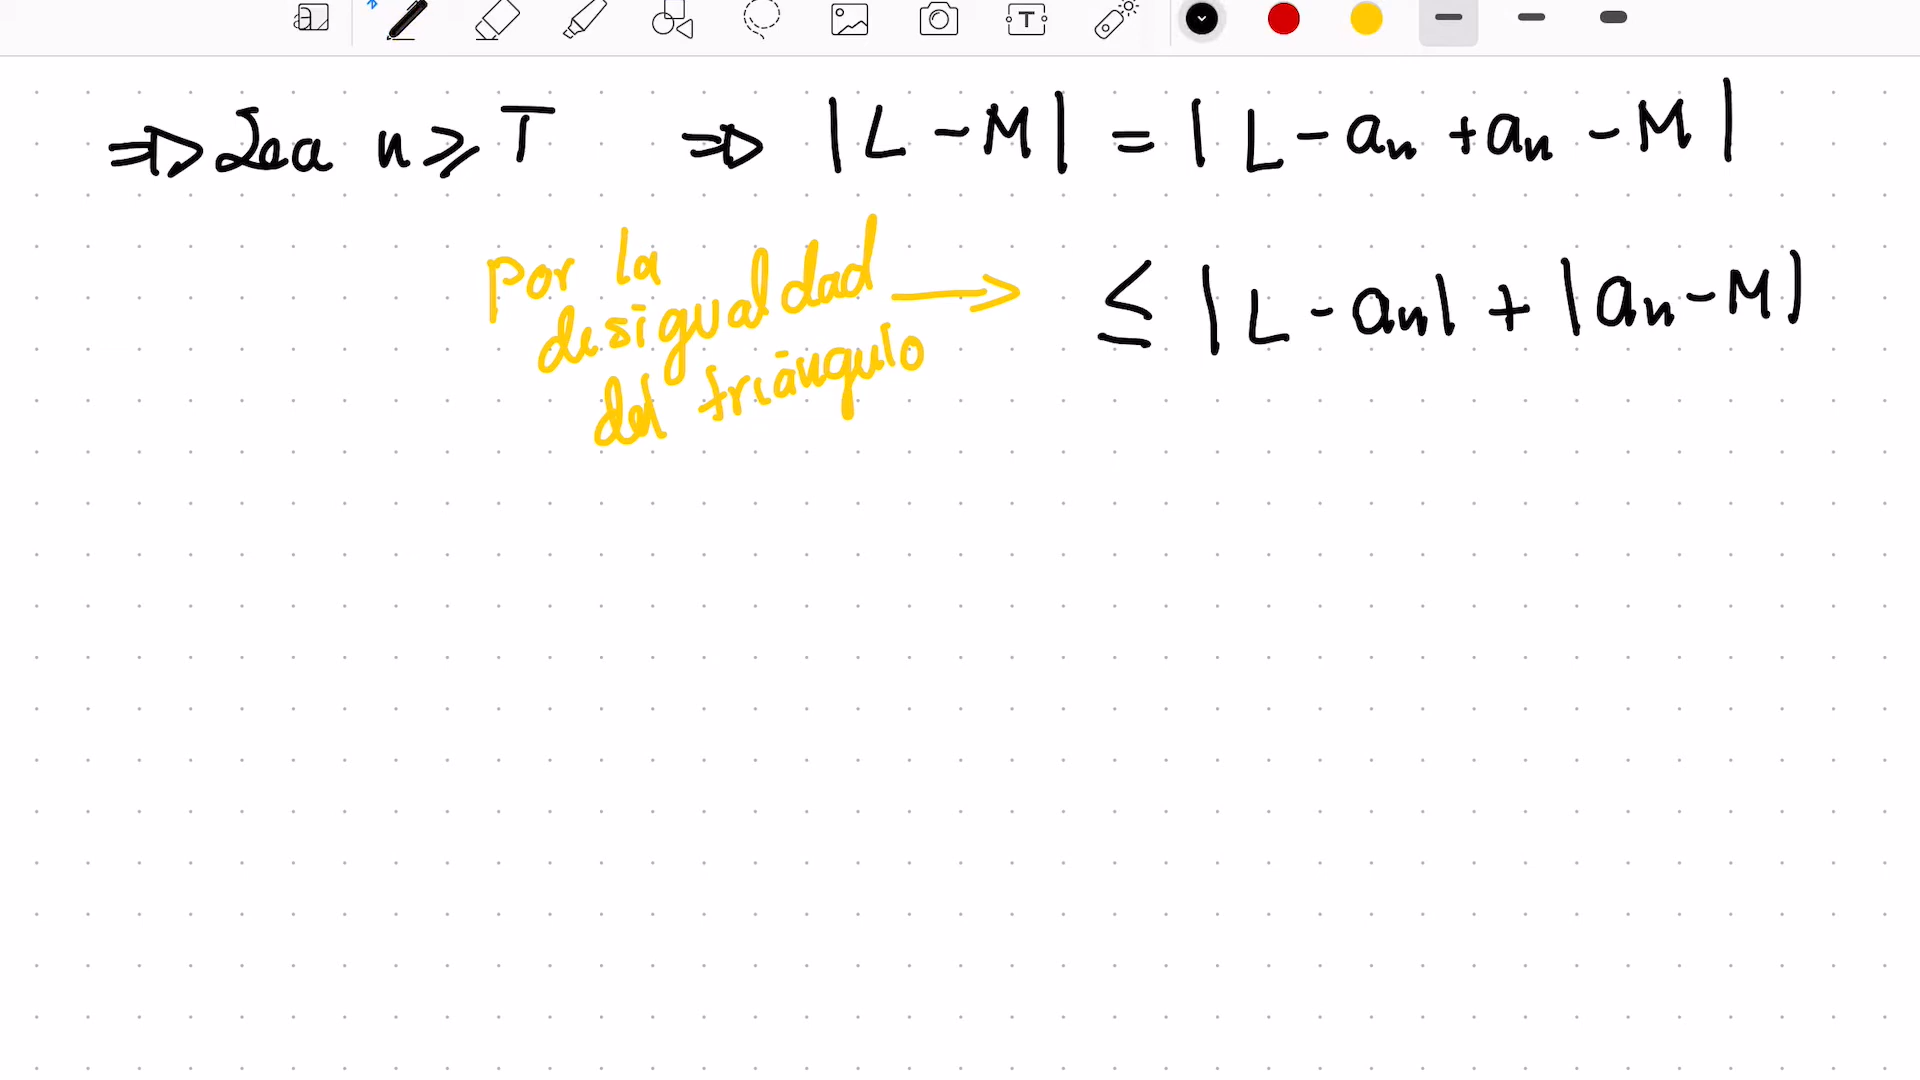 ⇒ Sea n ≥ T ⇒ |L - M| = |L - aₙ + aₙ - M|
por la
desigualdad → ≤ |L - aₙ| + |aₙ - M|
del triángulo